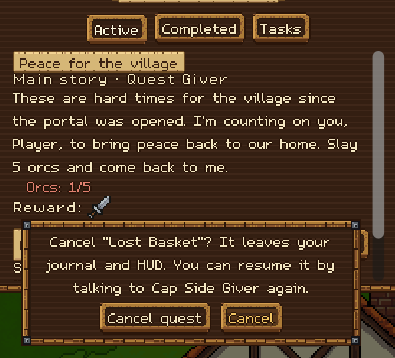 Active Completed Tasks
Peace for the village
Main story · Quest Giver
These are hard times for the village since
the portal was opened. I'm counting on you,
Player, to bring peace back to our home. Slay
5 orcs and come back to me.
Orcs: 1/5
Reward:
Cancel "Lost Basket"? It leaves your
journal and HUD. You can resume it by
talking to Cap Side Giver again.
Cancel quest Cancel